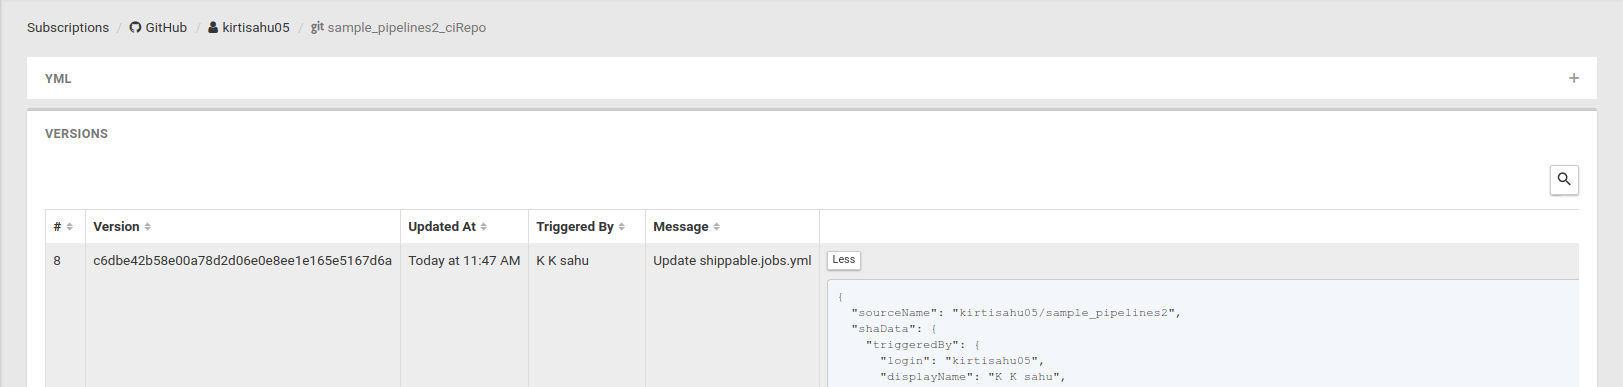 Subscriptions / GitHub / kirtisahu05 / git sample_pipelines2_ciRepo
YML +
VERSIONS
# Version Updated At Triggered By Message
8 c6dbe42b58e00a78d2d06e0e8ee1e165e5167d6a Today at 11:47 AM K K sahu Update shippable.jobs.yml Less
{
"sourceName": "kirtisahu05/sample_pipelines2",
"shaData": {
"triggeredBy": {
"login": "kirtisahu05",
"displayName": "K K sahu",